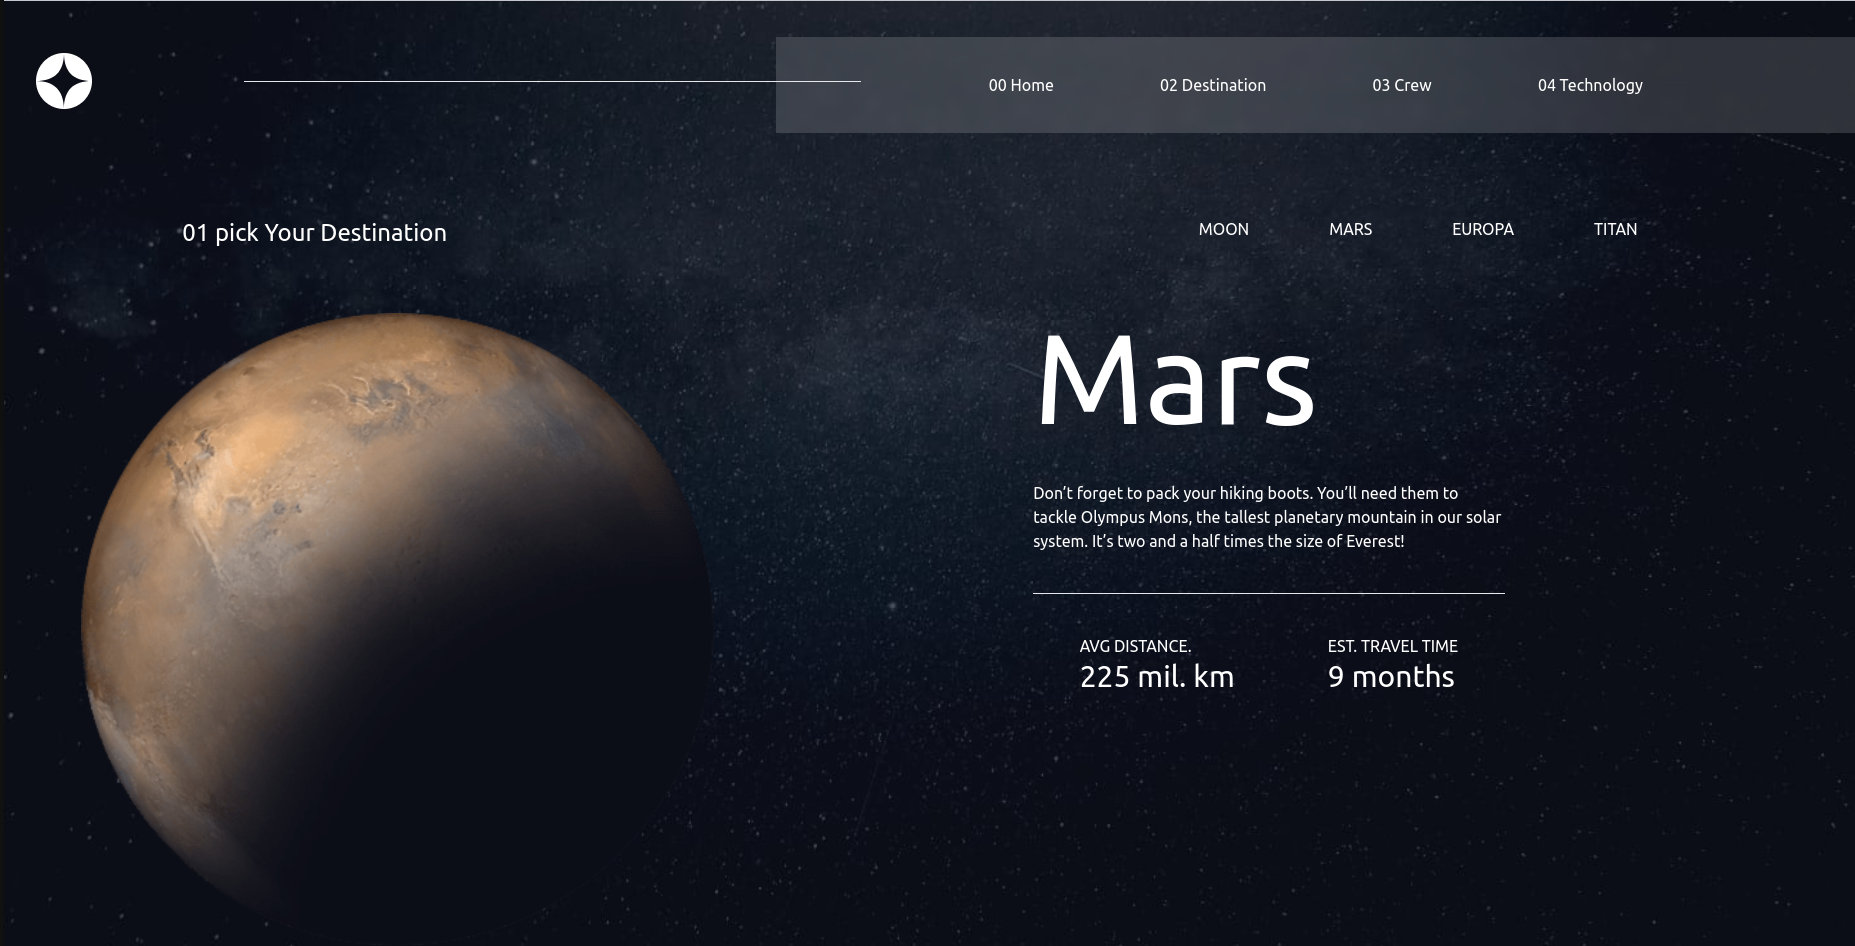 00 Home
02 Destination
03 Crew
04 Technology
01 pick Your Destination
MOON
MARS
EUROPA
TITAN
Mars
Don’t forget to pack your hiking boots. You’ll need them to
tackle Olympus Mons, the tallest planetary mountain in our solar
system. It’s two and a half times the size of Everest!
AVG DISTANCE.
225 mil. km
EST. TRAVEL TIME
9 months